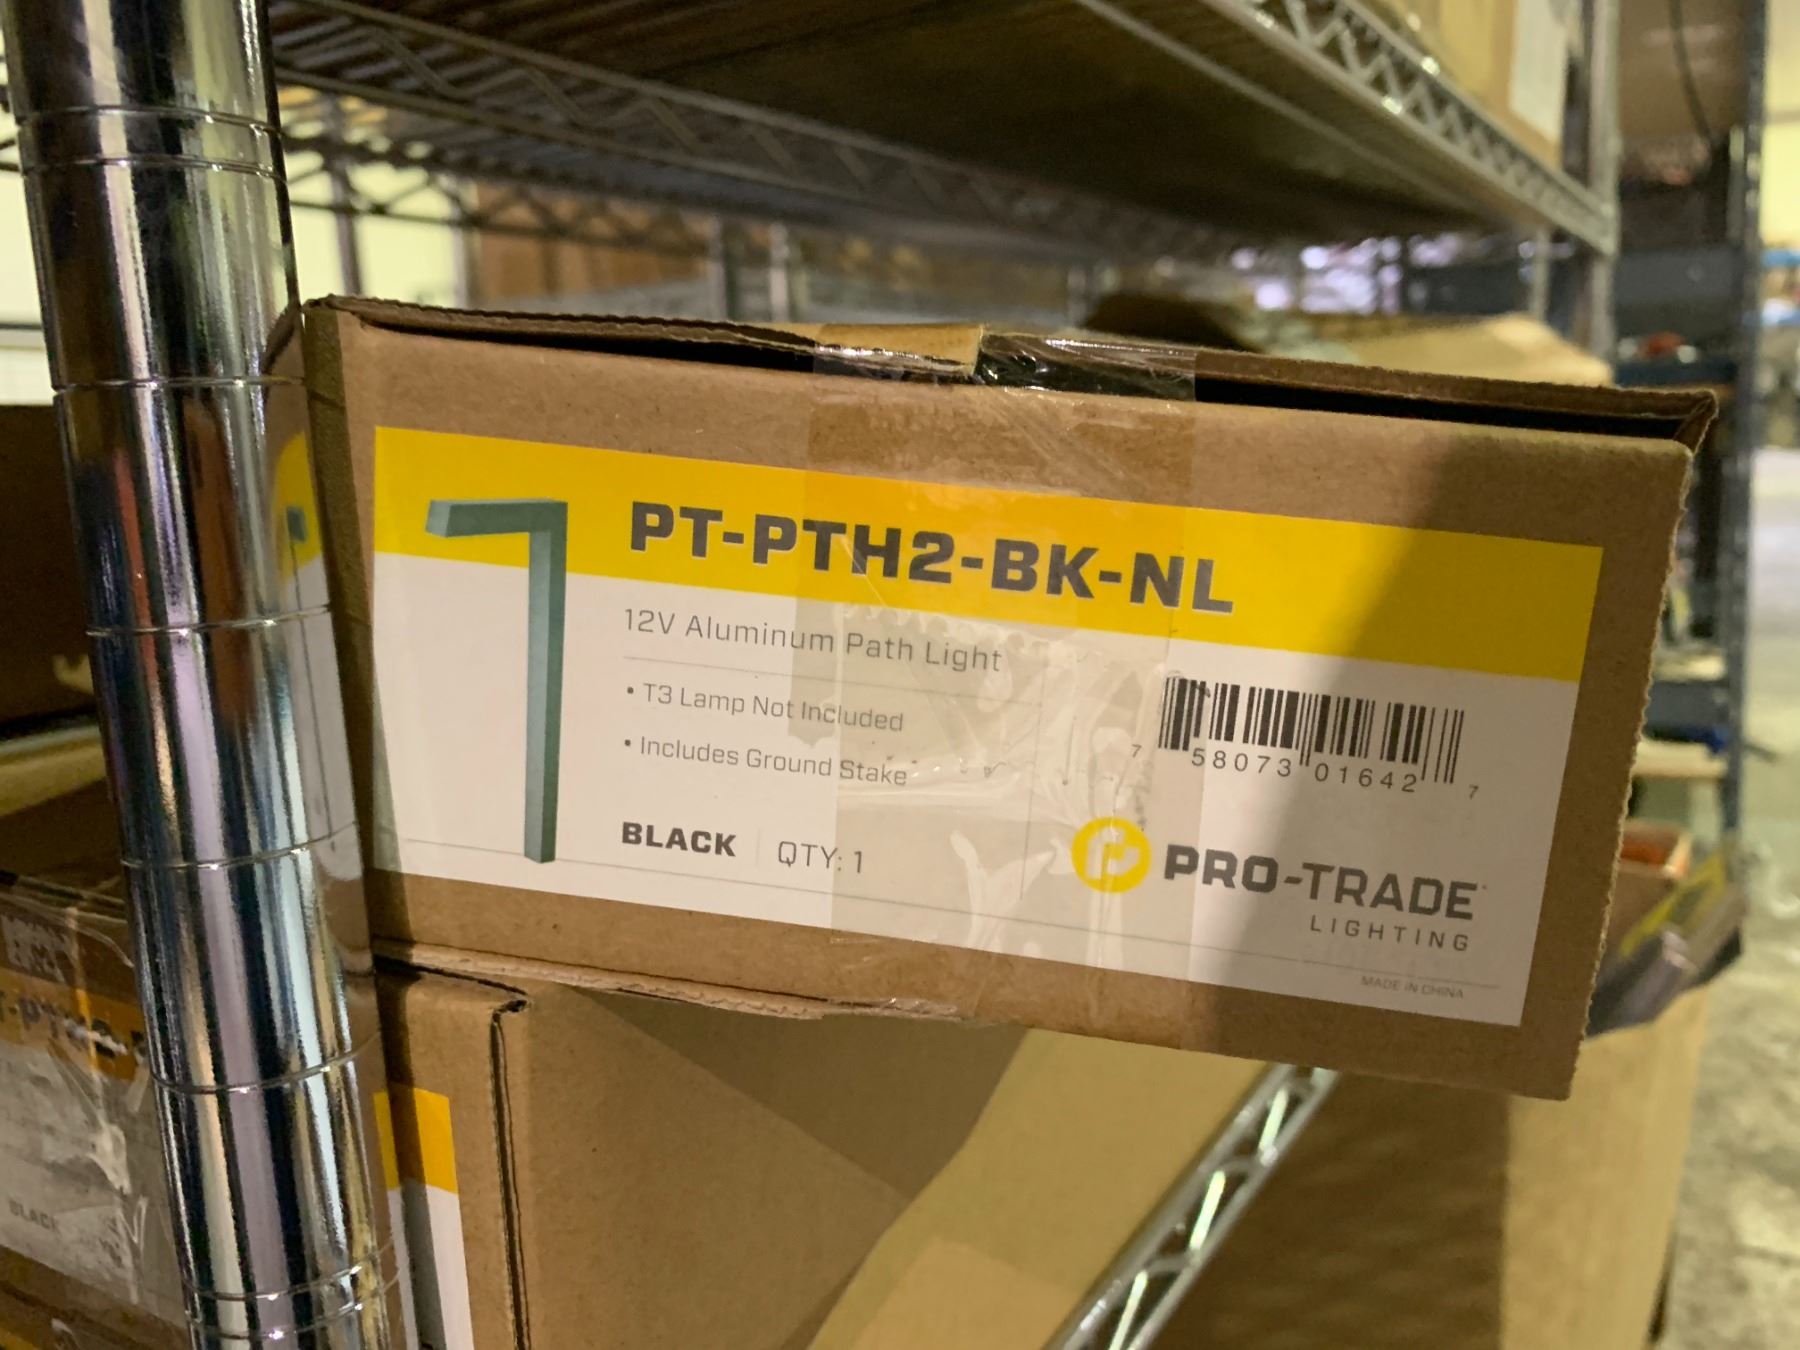 PT-PTH2-BK-NL
12V Aluminum Path Light
• T3 Lamp Not Included
• Includes Ground Stake
BLACK | QTY: 1
7 58073 01642 7
PRO-TRADE
LIGHTING
MADE IN CHINA
BLACK